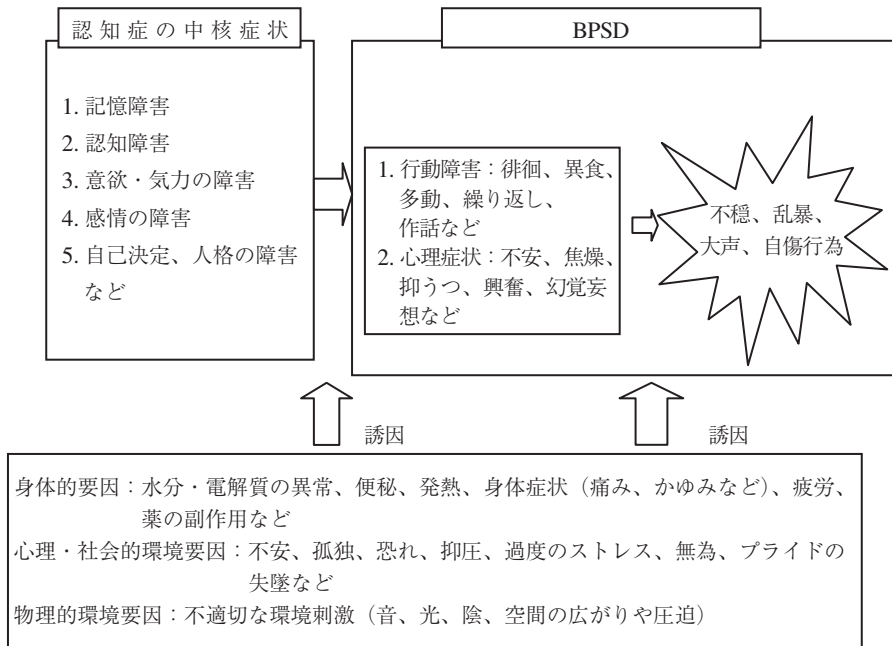 認知症の中核症状
1. 記憶障害
2. 認知障害
3. 意欲・気力の障害
4. 感情の障害
5. 自己決定、人格の障害
など
BPSD
1. 行動障害：徘徊、異食、
多動、繰り返し、
作話など
2. 心理症状：不安、焦燥、
抑うつ、興奮、幻覚妄
想など
不穏、乱暴、
大声、自傷行為
誘因
誘因
身体的要因：水分・電解質の異常、便秘、発熱、身体症状（痛み、かゆみなど）、疲労、
薬の副作用など
心理・社会的環境要因：不安、孤独、恐れ、抑圧、過度のストレス、無為、プライドの
失墜など
物理的環境要因：不適切な環境刺激（音、光、陰、空間の広がりや圧迫）